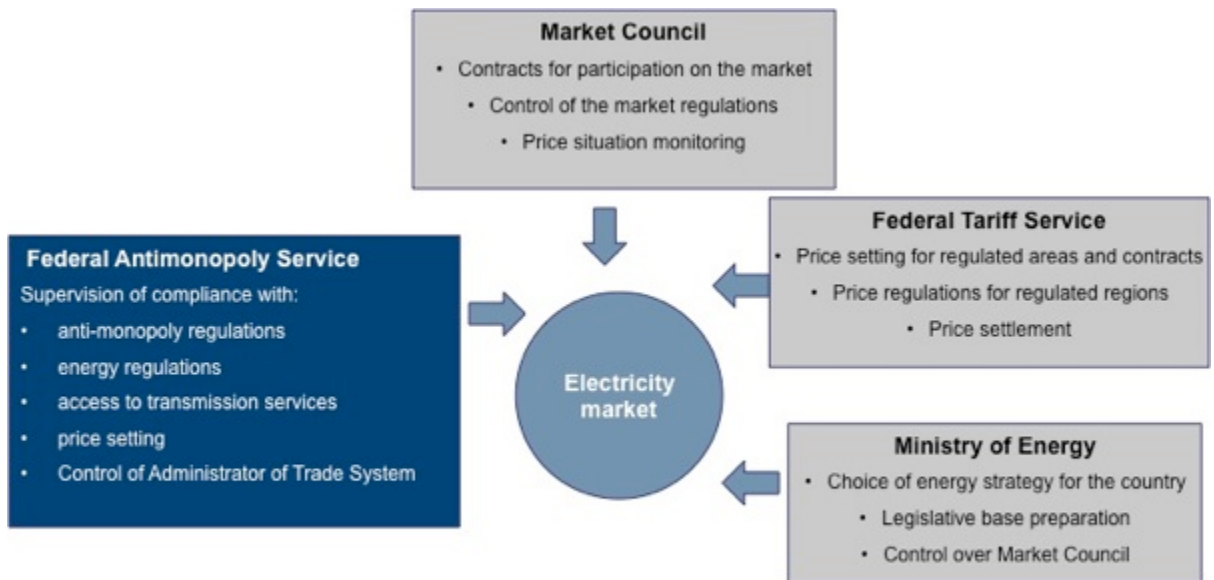 Market Council
• Contracts for participation on the market
• Control of the market regulations
• Price situation monitoring
Federal Antimonopoly Service
Supervision of compliance with:
• anti-monopoly regulations
• energy regulations
• access to transmission services
• price setting
• Control of Administrator of Trade System
Federal Tariff Service
• Price setting for regulated areas and contracts
• Price regulations for regulated regions
• Price settlement
Electricity
market
Ministry of Energy
• Choice of energy strategy for the country
• Legislative base preparation
• Control over Market Council